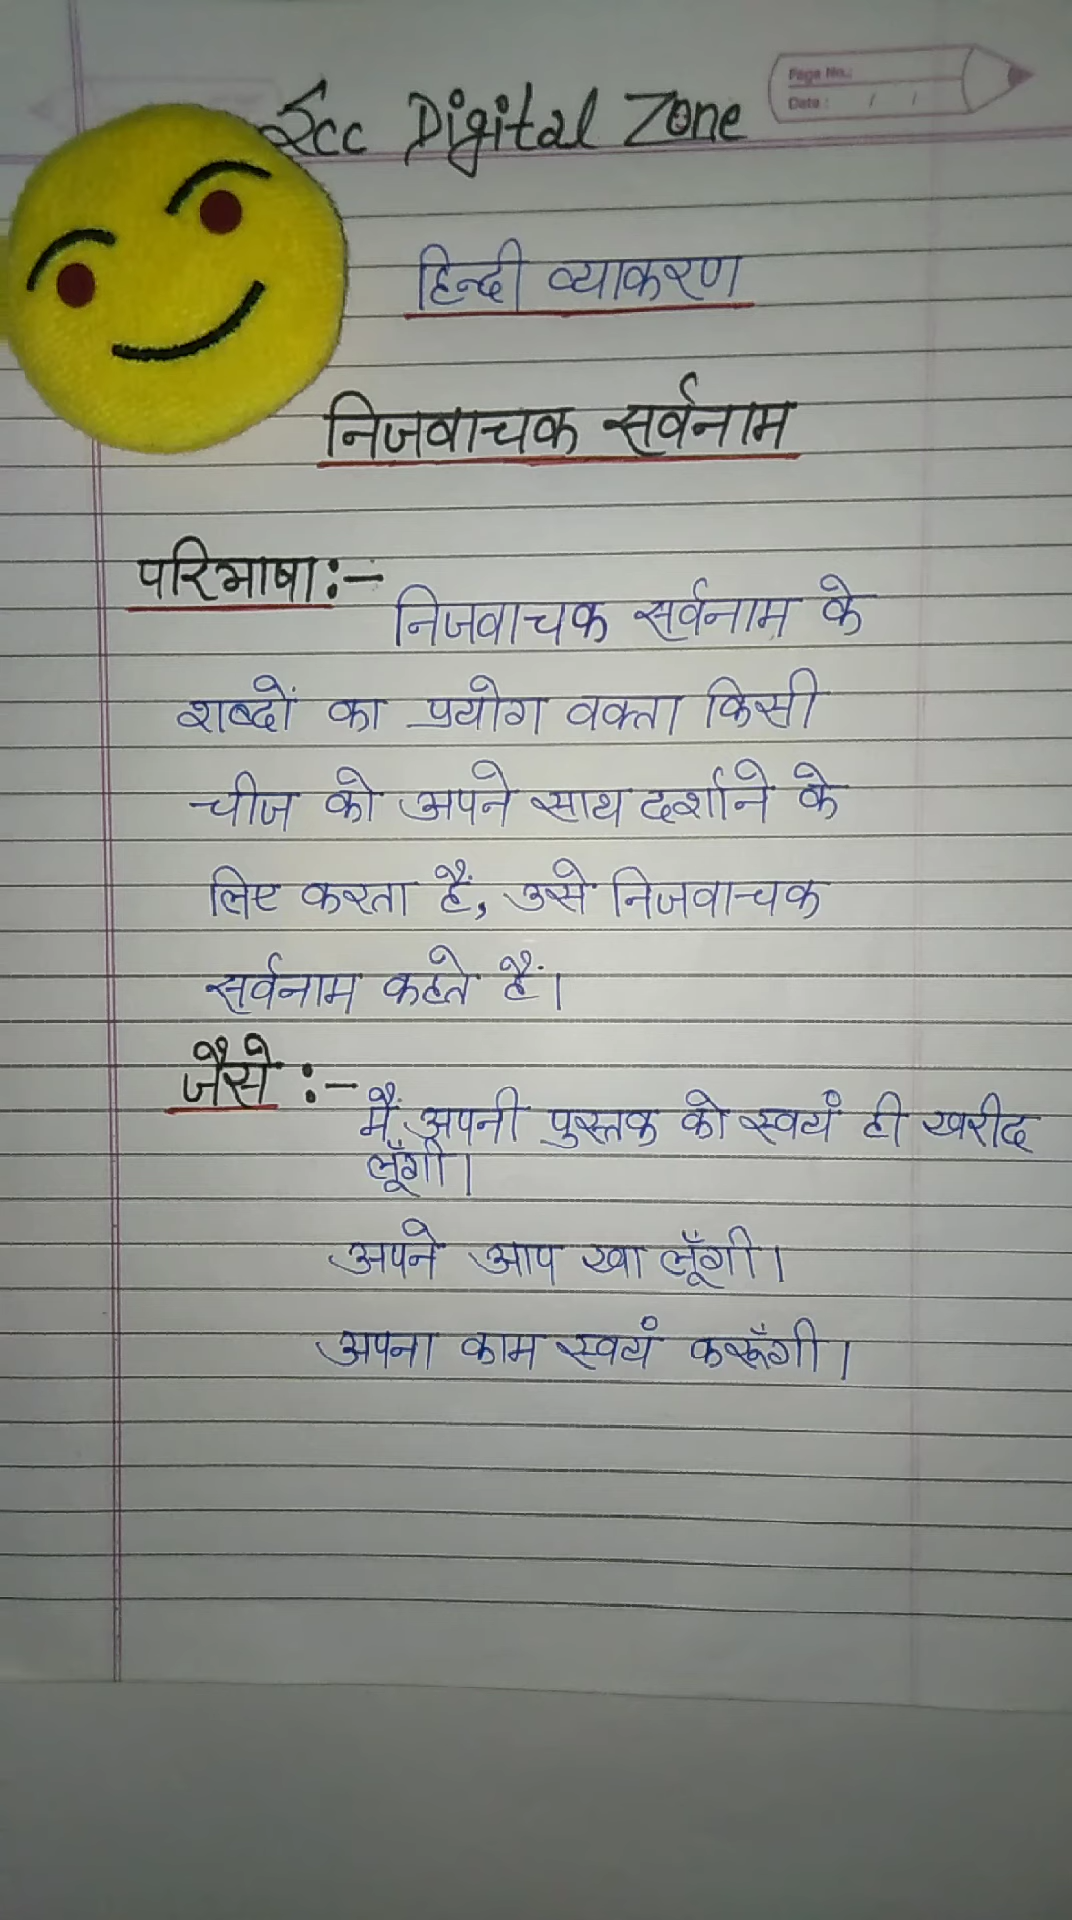 Scc Digital Zone
Page No.:
Date : / /
हिन्दी व्याकरण
निजवाचक सर्वनाम
परिभाषा:-
निजवाचक सर्वनाम के
शब्दों का प्रयोग वक्ता किसी
चीज को अपने साथ दर्शाने के
लिए करता हैं, उसे निजवाचक
सर्वनाम कहते हैं।
जैसे :-
मैं अपनी पुस्तक को स्वयं ही खरीद
लूँगी।
अपने आप खा लूँगी।
अपना काम स्वयं करूँगी।